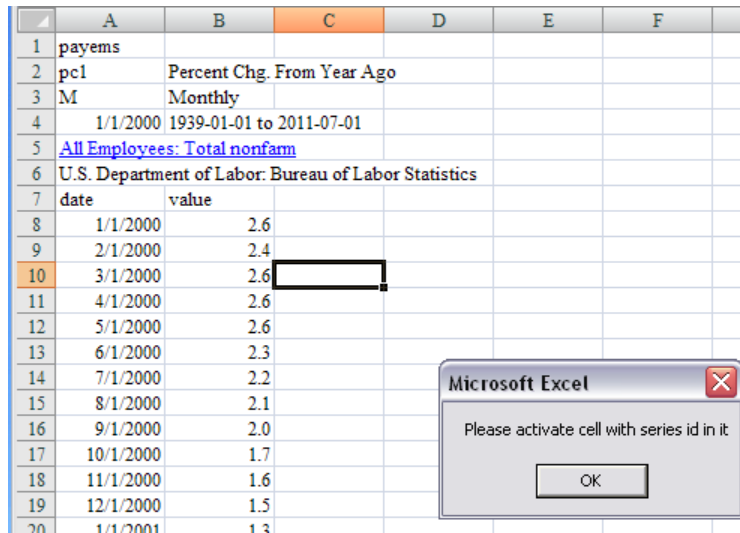 A B C D E F
1 payems
2 pc1 Percent Chg. From Year Ago
3 M Monthly
4 1/1/2000 1939-01-01 to 2011-07-01
5 All Employees: Total nonfarm
6 U.S. Department of Labor: Bureau of Labor Statistics
7 date value
8 1/1/2000 2.6
9 2/1/2000 2.4
10 3/1/2000 2.6
11 4/1/2000 2.6
12 5/1/2000 2.6
13 6/1/2000 2.3
14 7/1/2000 2.2
15 8/1/2000 2.1
16 9/1/2000 2.0
17 10/1/2000 1.7
18 11/1/2000 1.6
19 12/1/2000 1.5
20 1/1/2001 1.3
Microsoft Excel
Please activate cell with series id in it
OK